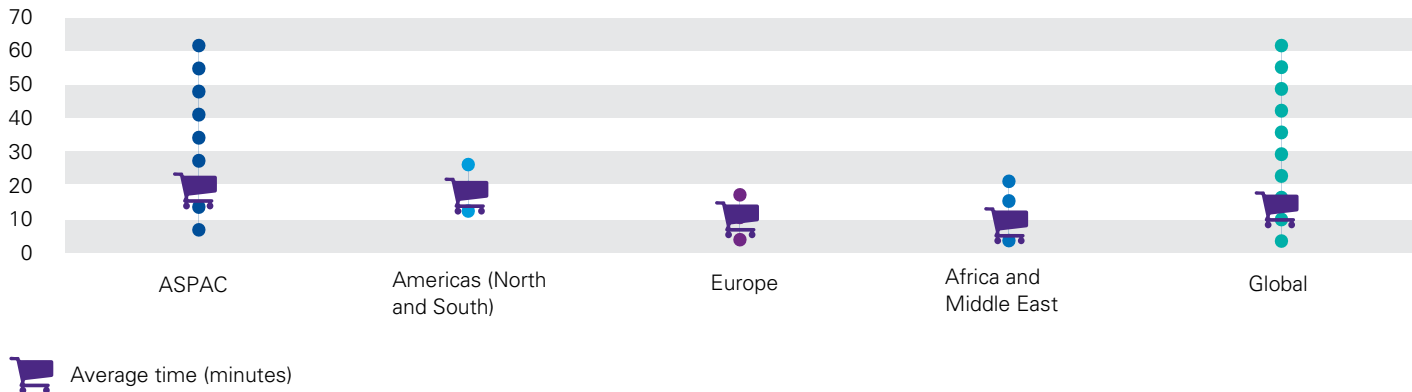 70
60
50
40
30
20
10
0
ASPAC
Americas (North
and South)
Europe
Africa and
Middle East
Global
Average time (minutes)